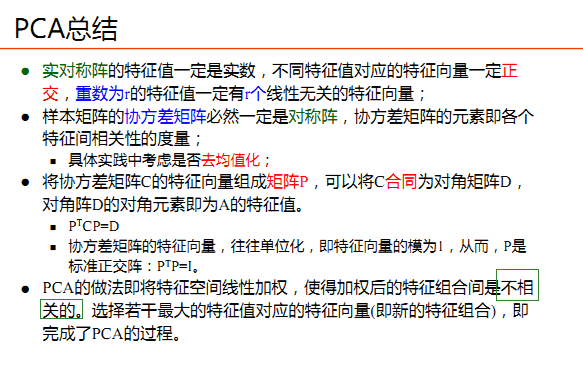 PCA总结
实对称阵的特征值一定是实数，不同特征值对应的特征向量一定正
交，重数为r的特征值一定有r个线性无关的特征向量；
样本矩阵的协方差矩阵必然一定是对称阵，协方差矩阵的元素即各个
特征间相关性的度量；
具体实践中考虑是否去均值化；
将协方差矩阵C的特征向量组成矩阵P，可以将C合同为对角矩阵D，
对角阵D的对角元素即为A的特征值。
PᵀCP=D
协方差矩阵的特征向量，往往单位化，即特征向量的模为1，从而，P是
标准正交阵：PᵀP=I。
PCA的做法即将特征空间线性加权，使得加权后的特征组合间是不相
关的。选择若干最大的特征值对应的特征向量(即新的特征组合)，即
完成了PCA的过程。